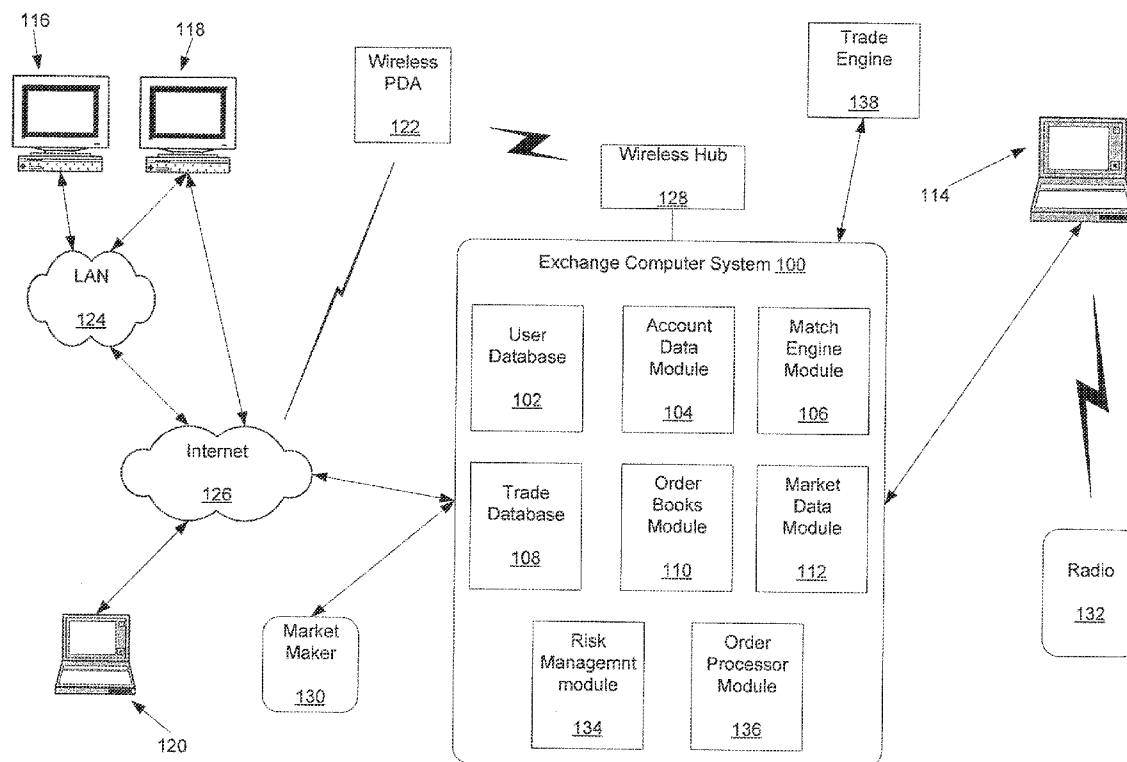 116
118
Wireless
PDA
122
Trade
Engine
138
Wireless Hub
128
114
LAN
124
Exchange Computer System 100
User
Database
102
Account
Data
Module
104
Match
Engine
Module
106
Internet
126
Trade
Database
108
Order
Books
Module
110
Market
Data
Module
112
Radio
132
Market
Maker
130
Risk
Managemnt
module
134
Order
Processor
Module
136
120